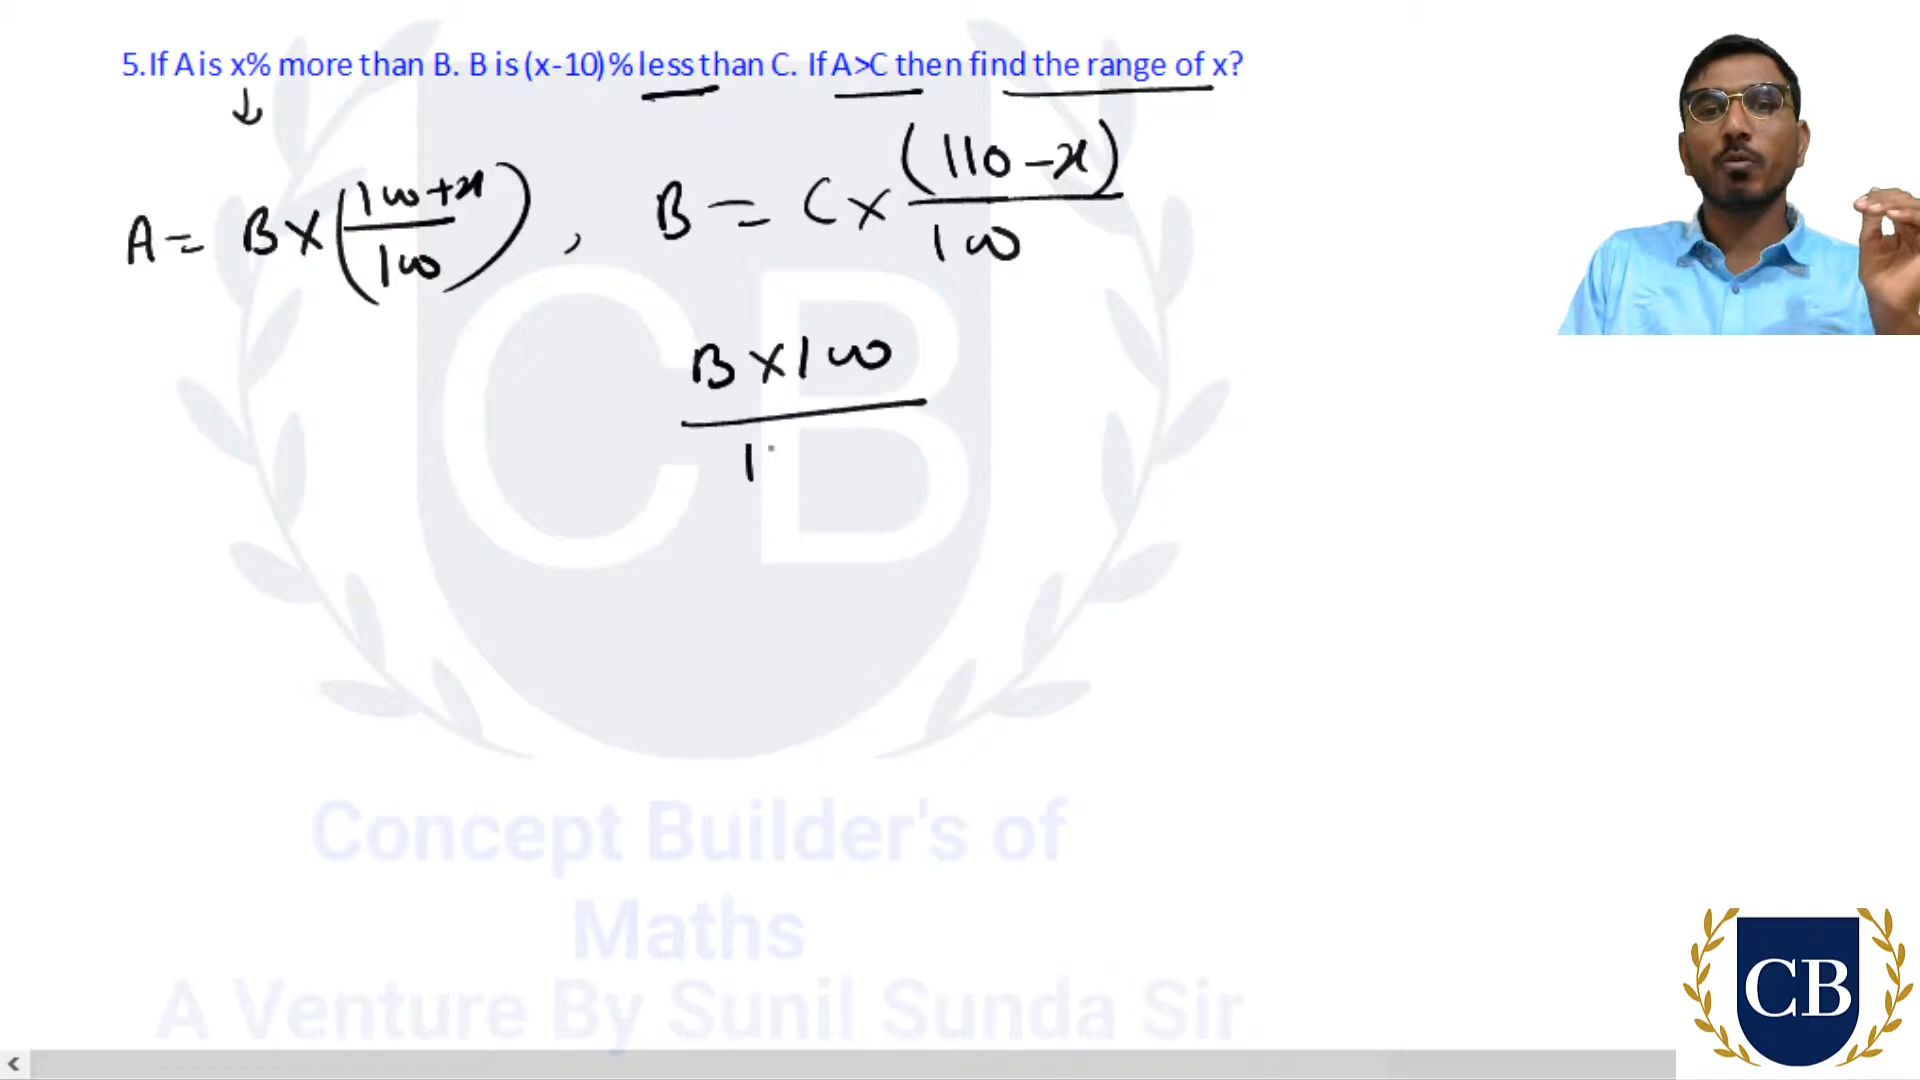 5.If A is x% more than B. B is (x-10)% less than C. If A>C then find the range of x?
A = B × (100+x / 100) , B = C × (110-x) / 100
B × 100
1
Concept Builder's of
Maths
A Venture By Sunil Sunda Sir
CB
CB